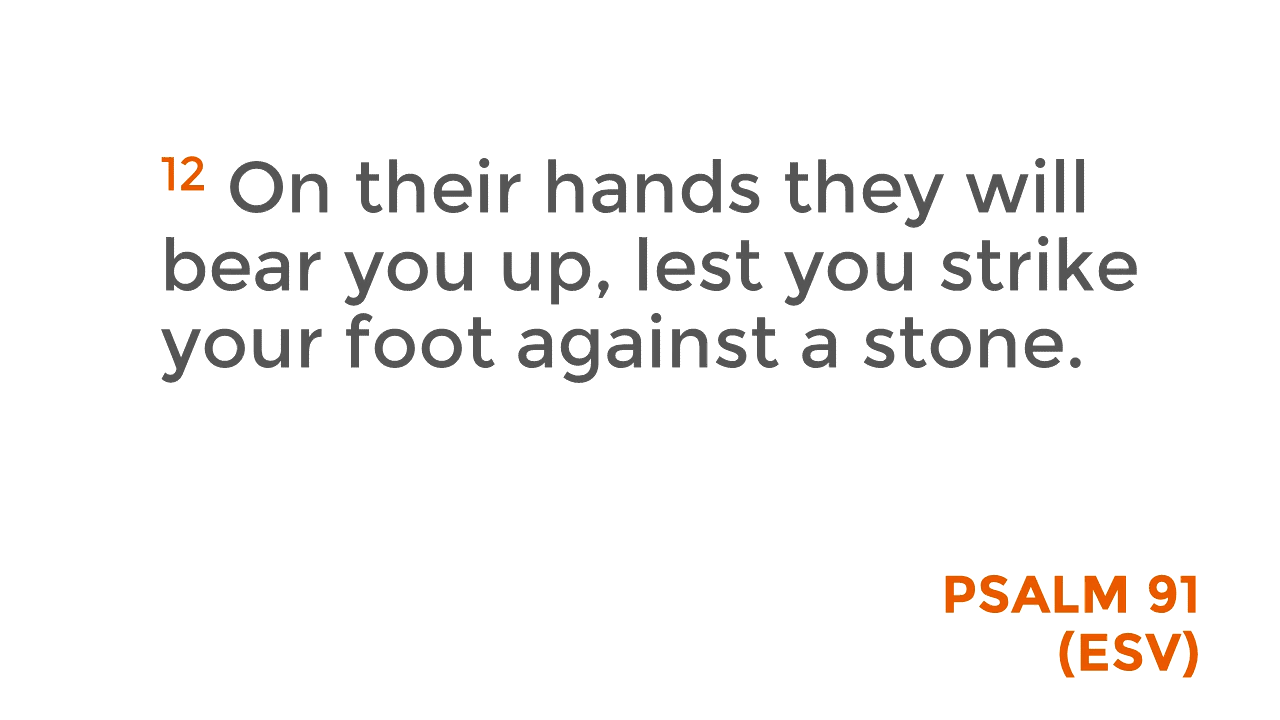 12 On their hands they will
bear you up, lest you strike
your foot against a stone.
PSALM 91
(ESV)